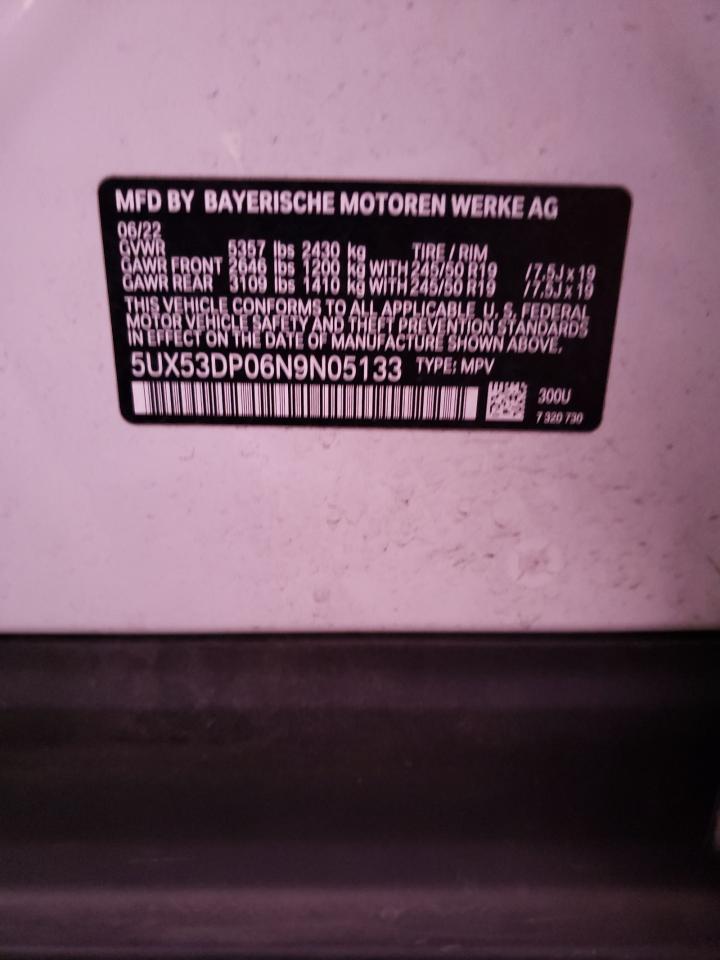 MFD BY BAYERISCHE MOTOREN WERKE AG
06/22
GVWR 5357 lbs 2430 kg TIRE / RIM
GAWR FRONT 2646 lbs 1200 kg WITH 245/50 R19 /7.5J x 19
GAWR REAR 3109 lbs 1410 kg WITH 245/50 R19 /7.5J x 19
THIS VEHICLE CONFORMS TO ALL APPLICABLE U. S. FEDERAL
MOTOR VEHICLE SAFETY AND THEFT PREVENTION STANDARDS
IN EFFECT ON THE DATE OF MANUFACTURE SHOWN ABOVE.
5UX53DP06N9N05133 TYPE: MPV
300U
7 320 730